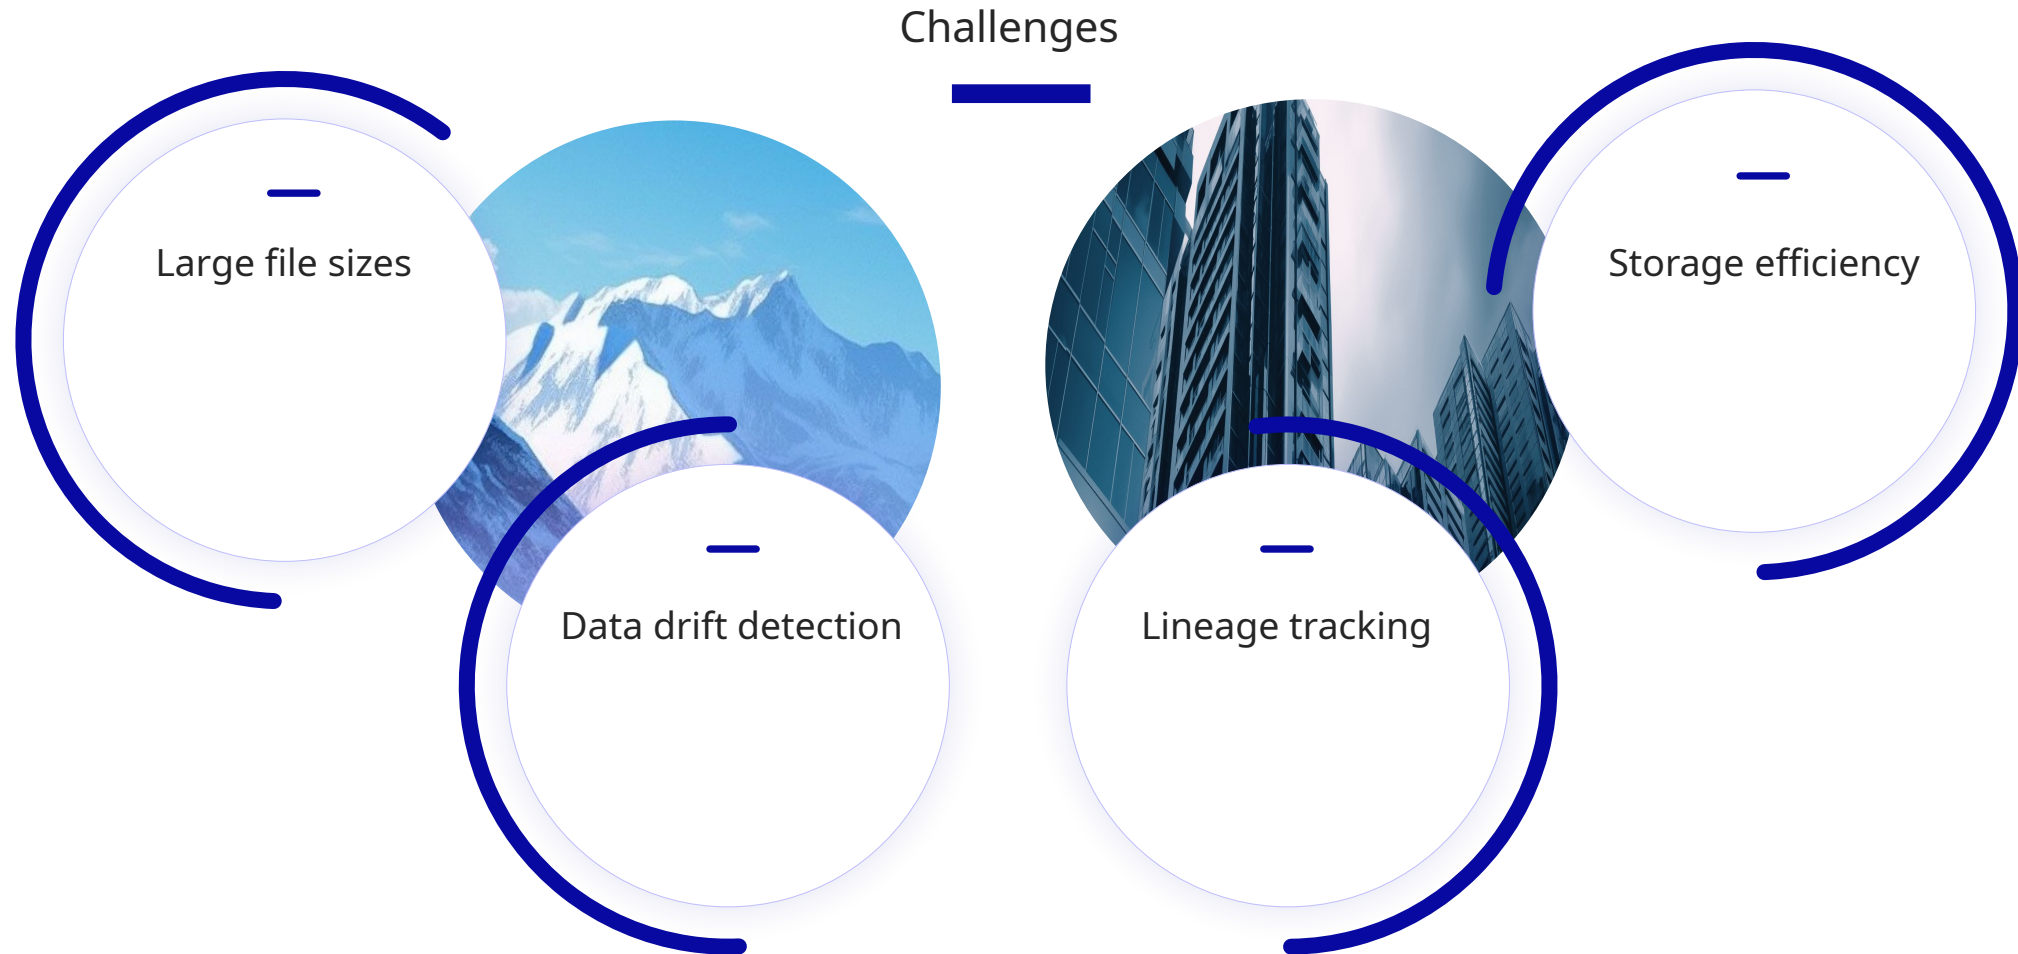 Challenges
Large file sizes
Data drift detection
Lineage tracking
Storage efficiency